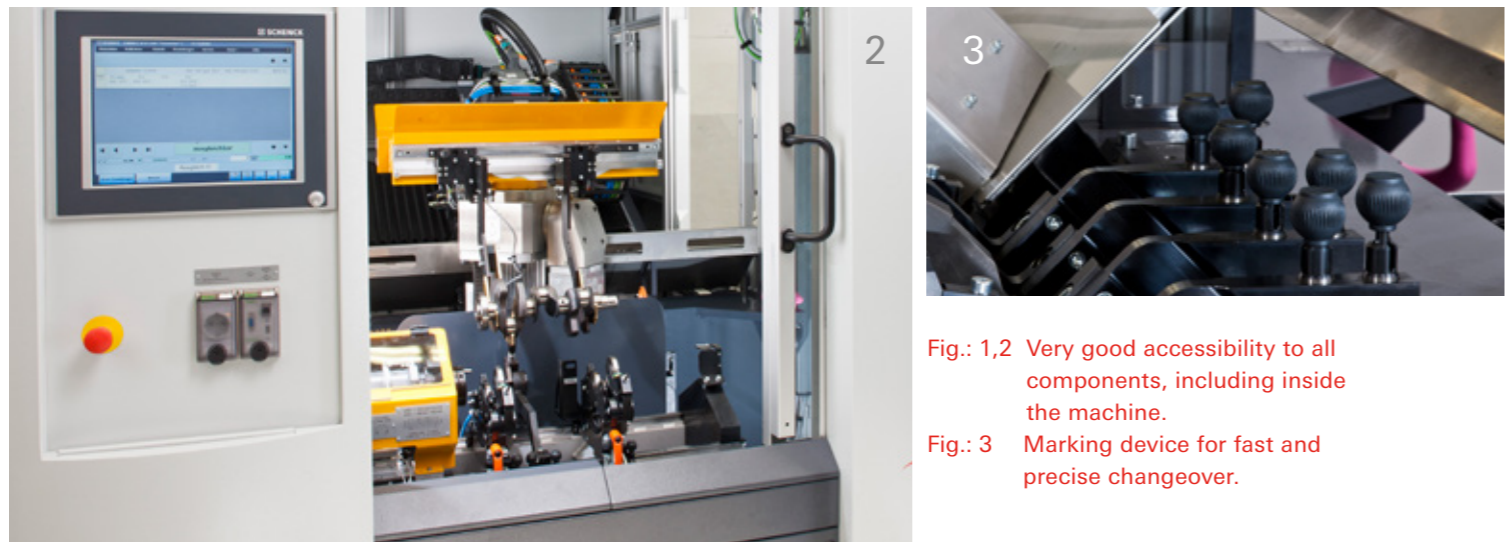 SCHENCK
2
3
Fig.: 1,2 Very good accessibility to all
components, including inside
the machine.
Fig.: 3 Marking device for fast and
precise changeover.